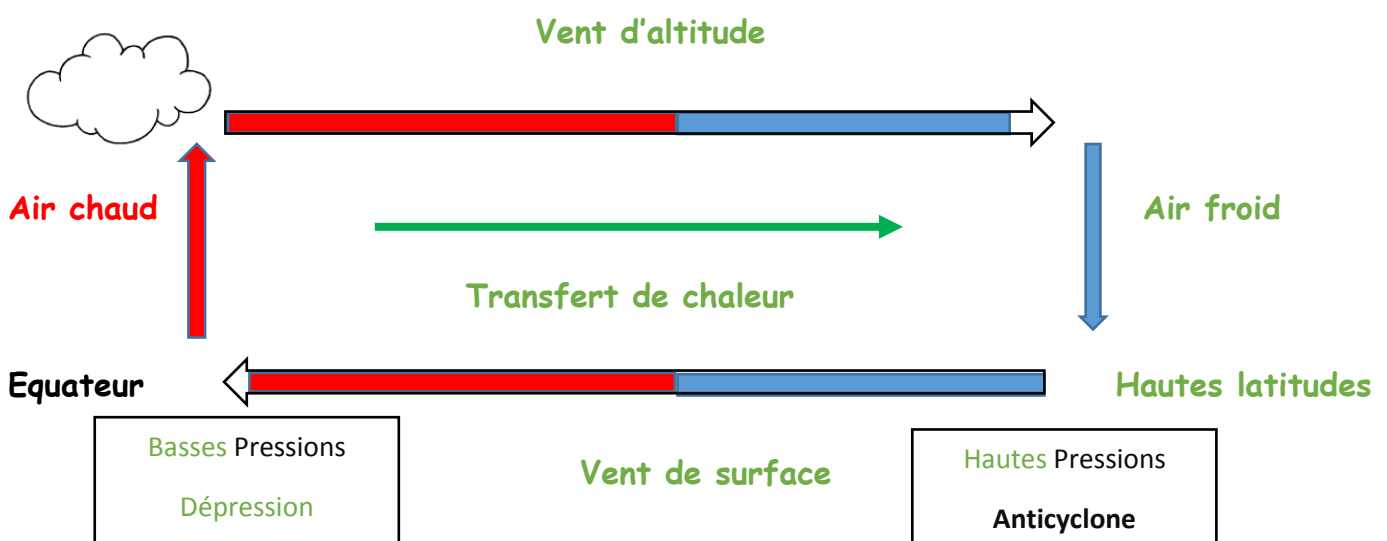 Vent d'altitude
Air chaud
Air froid
Transfert de chaleur
Equateur
Hautes latitudes
Basses Pressions
Dépression
Vent de surface
Hautes Pressions
Anticyclone